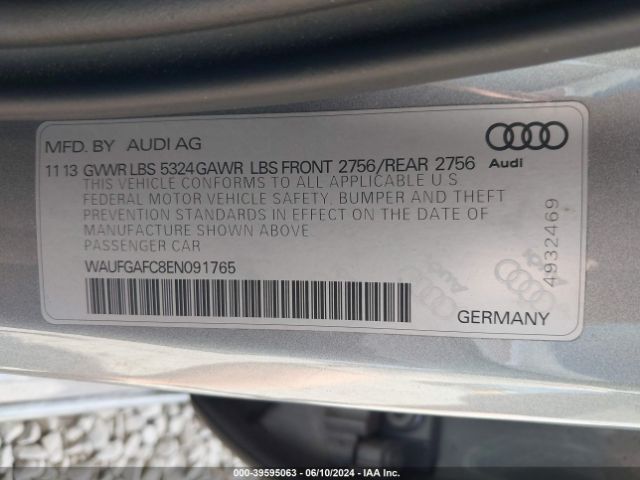 MFD. BY AUDI AG
11 13 GVWR LBS 5324 GAWR LBS FRONT 2756/REAR 2756
Audi
THIS VEHICLE CONFORMS TO ALL APPLICABLE U.S.
FEDERAL MOTOR VEHICLE SAFETY, BUMPER AND THEFT
PREVENTION STANDARDS IN EFFECT ON THE DATE OF
MANUFACTURE SHOWN ABOVE
PASSENGER CAR
WAUFGAFC8EN091765
4932469
GERMANY
000-39595063 - 06/10/2024 - IAA Inc.